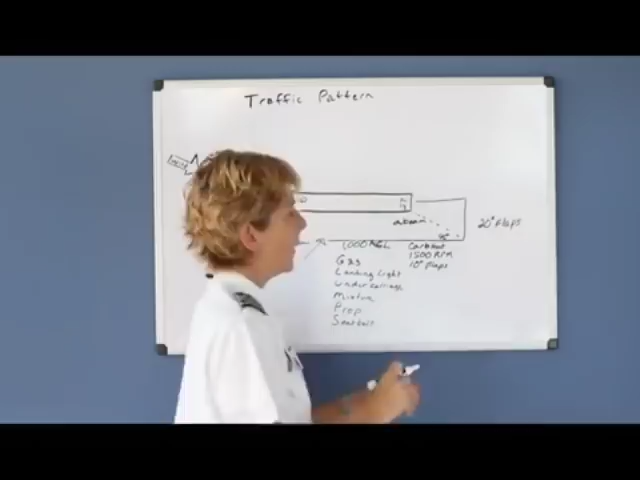 Traffic Pattern
20° Flaps
abeam
1000 AGL
Carb heat
1500 RPM
10° Flaps
Gas
Landing Light
Undercarriage
Mixture
Prop
Seatbelt